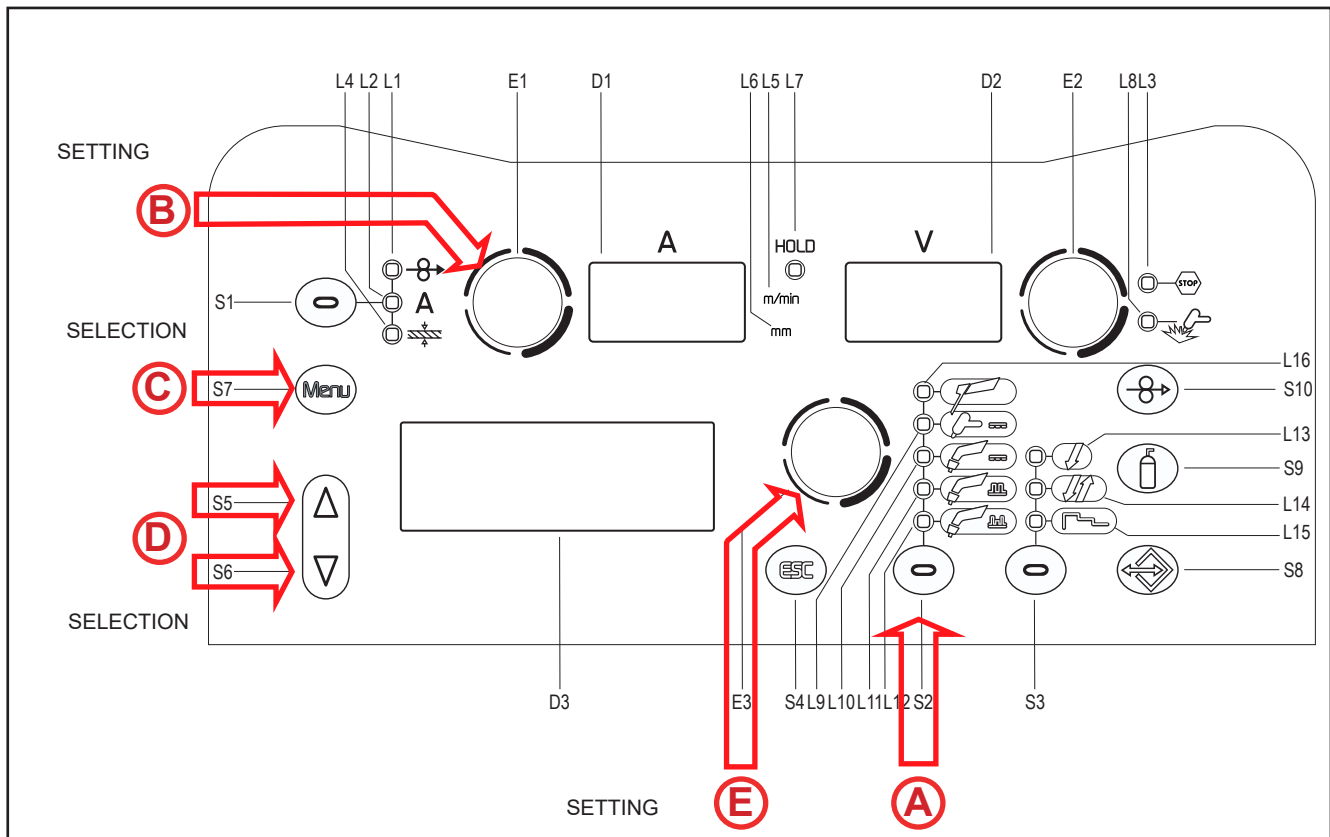 L4 L2 L1 E1 D1 L6 L5 L7 D2 E2 L8 L3
SETTING
B
A HOLD V
STOP
m/min
S1 A
SELECTION mm
L16
C S7 Menu S10
L13
S9
S5
L14
D
L15
S6 ESC S8
SELECTION
D3 E3 S4 L9 L10 L11 L12 S2 S3
SETTING E A